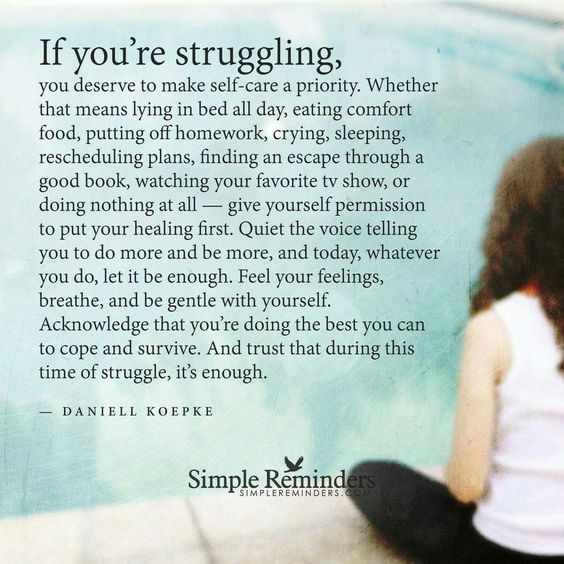 If you're struggling,
you deserve to make self-care a priority. Whether
that means lying in bed all day, eating comfort
food, putting off homework, crying, sleeping,
rescheduling plans, finding an escape through a
good book, watching your favorite tv show, or
doing nothing at all — give yourself permission
to put your healing first. Quiet the voice telling
you to do more and be more, and today, whatever
you do, let it be enough. Feel your feelings,
breathe, and be gentle with yourself.
Acknowledge that you're doing the best you can
to cope and survive. And trust that during this
time of struggle, it's enough.
— DANIELL KOEPKE
Simple Reminders
SIMPLEREMINDERS.COM